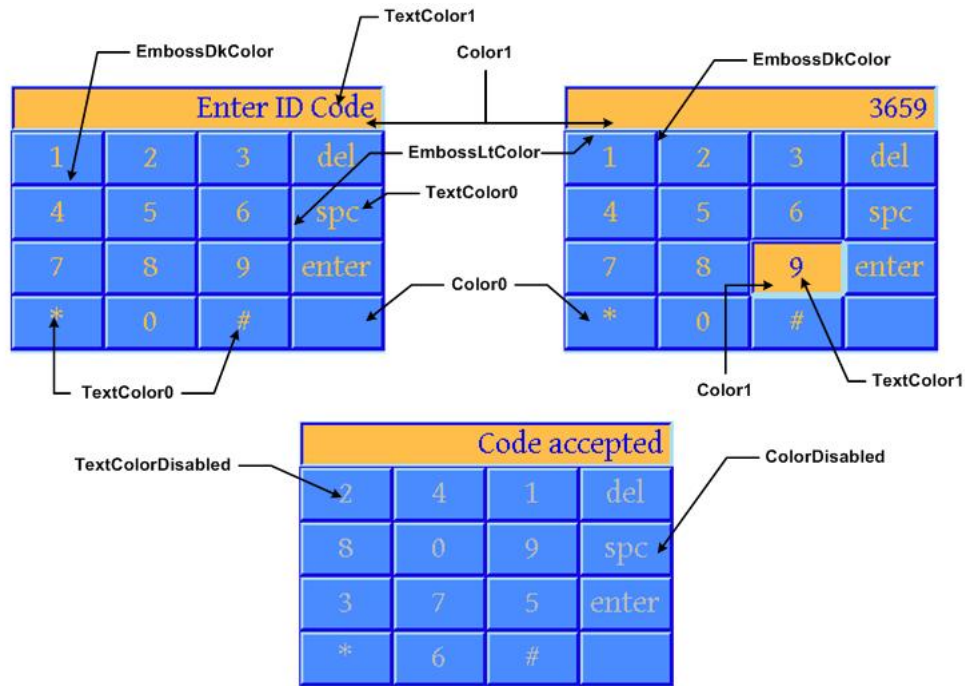 TextColor1
EmbossDkColor
Color1
EmbossDkColor
Enter ID Code
3659
1 2 3 del
1 2 3 del
EmbossLtColor
TextColor0
4 5 6 spc
4 5 6 spc
7 8 9 enter
7 8 9 enter
Color0
* 0 #
* 0 #
TextColor0
Color1
TextColor1
Code accepted
TextColorDisabled
ColorDisabled
2 4 1 del
8 0 9 spc
3 7 5 enter
* 6 #